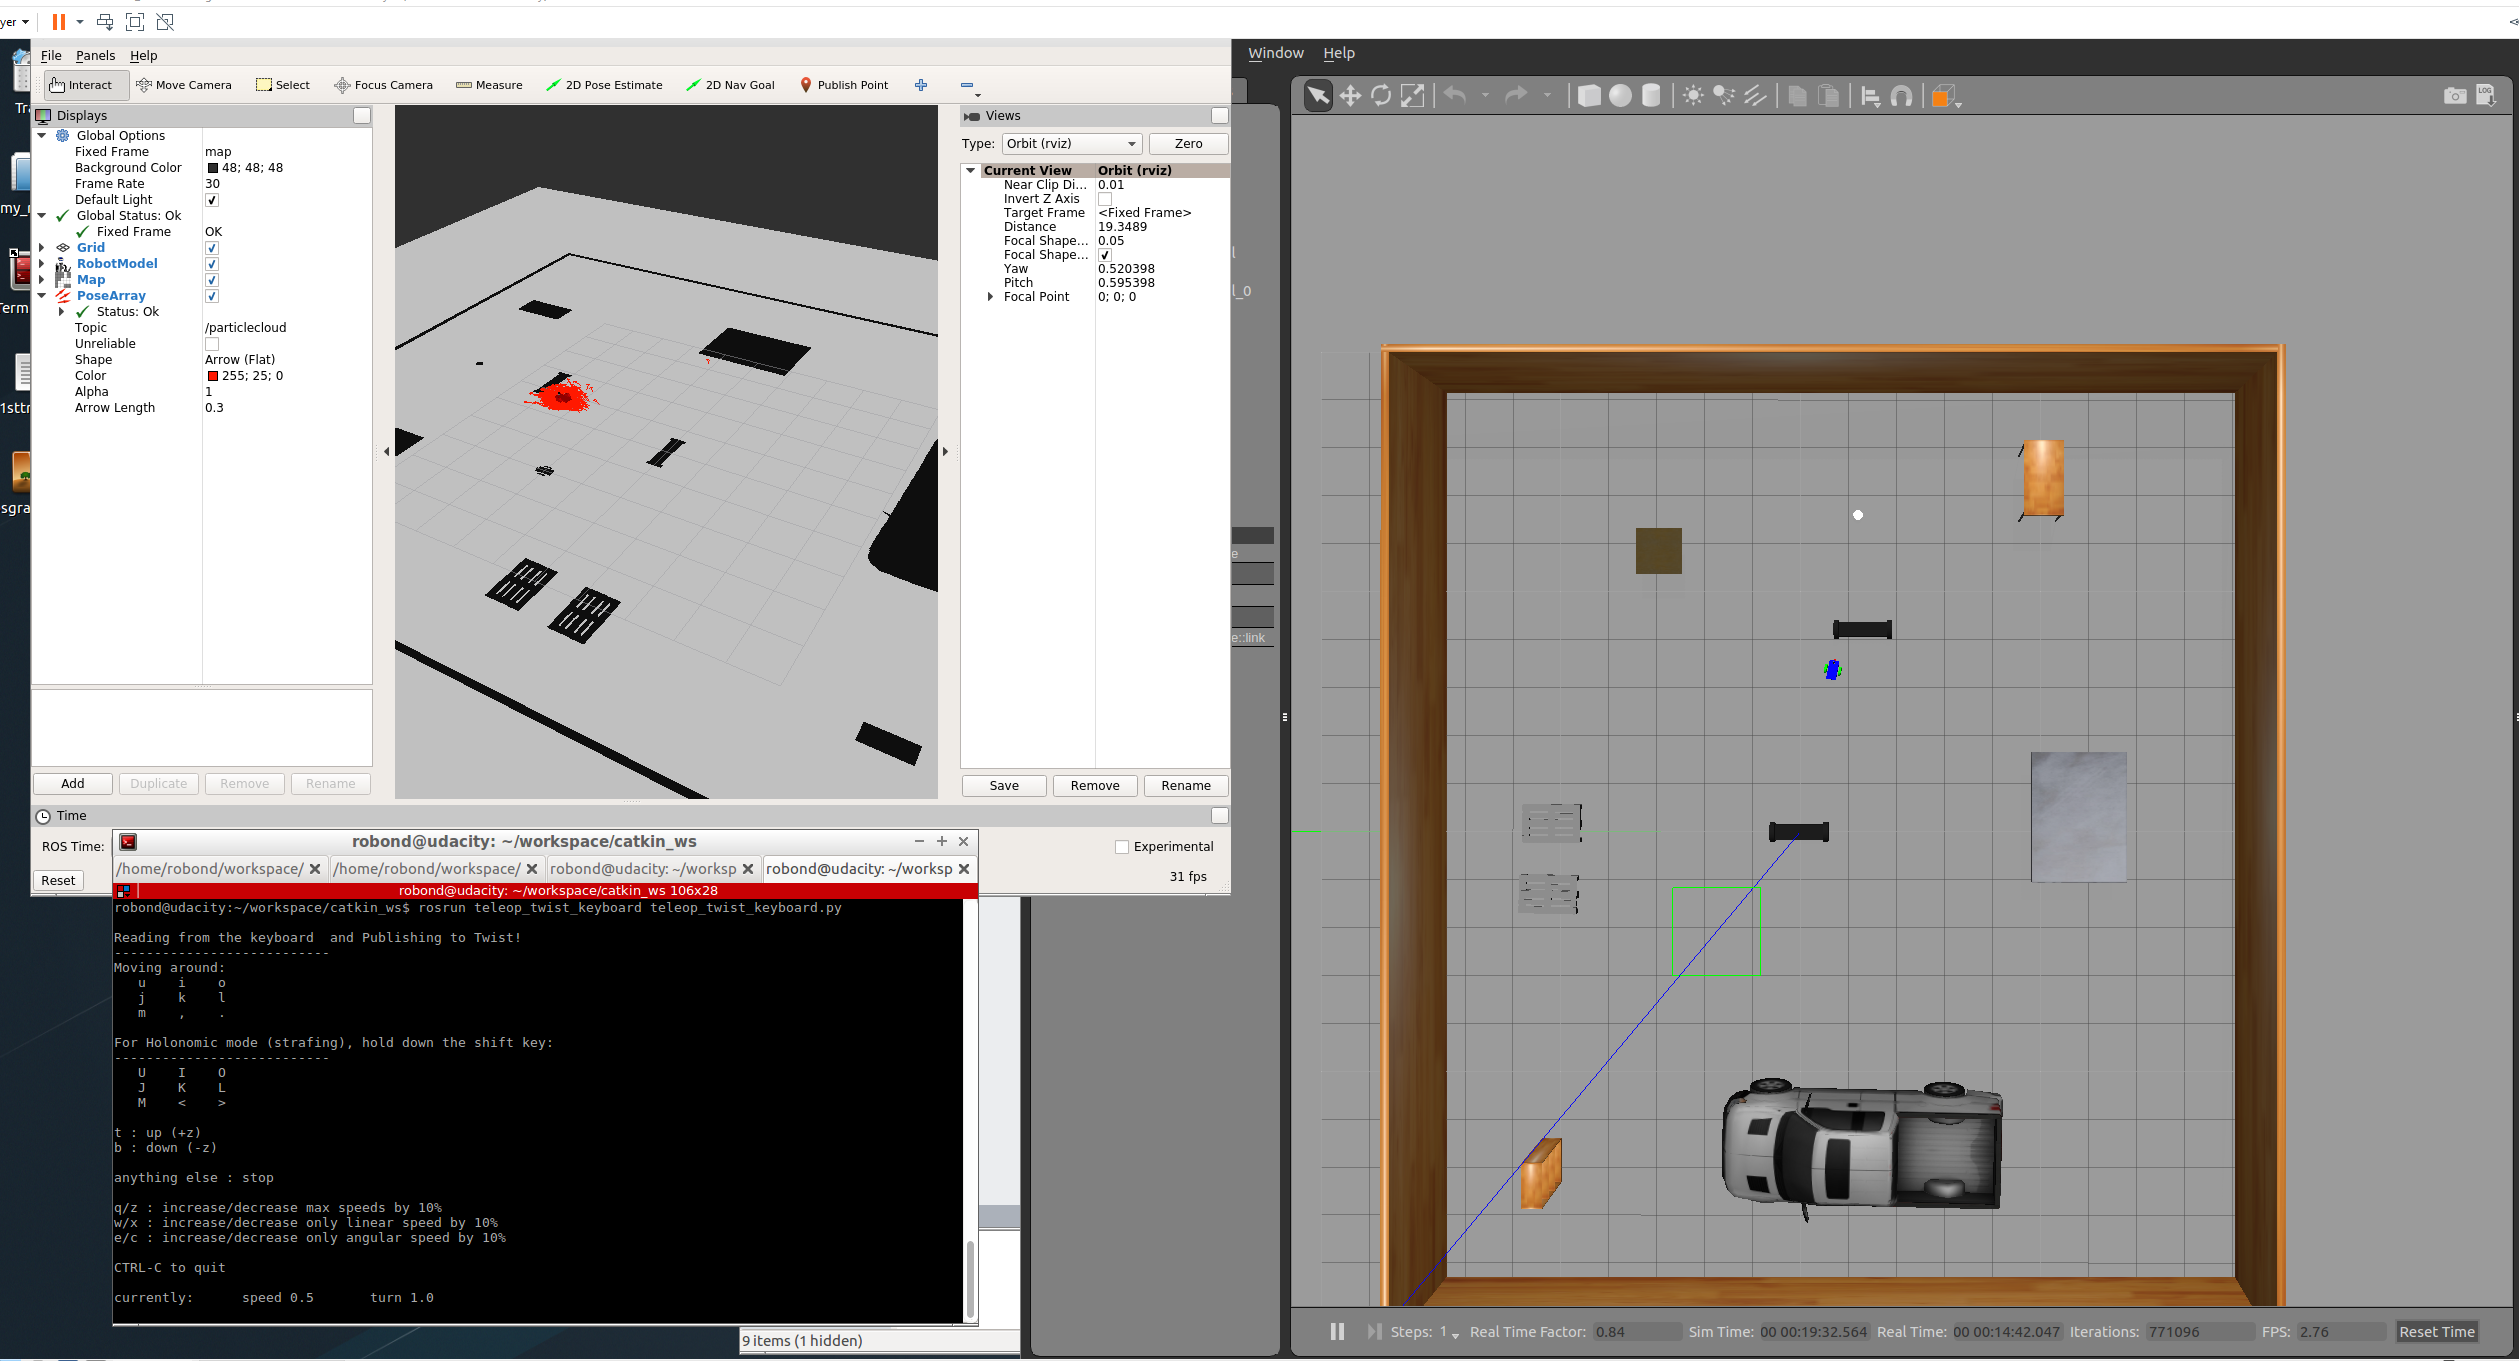 yer
File Panels Help
Interact Move Camera Select Focus Camera Measure 2D Pose Estimate 2D Nav Goal Publish Point
Displays
Global Options
Fixed Frame map
Background Color 48; 48; 48
Frame Rate 30
Default Light
Global Status: Ok
Fixed Frame OK
Grid
RobotModel
Map
PoseArray
Status: Ok
Topic /particlecloud
Unreliable
Shape Arrow (Flat)
Color 255; 25; 0
Alpha 1
Arrow Length 0.3
Add Duplicate Remove Rename
Views
Type: Orbit (rviz) Zero
Current View Orbit (rviz)
Near Clip Di... 0.01
Invert Z Axis
Target Frame <Fixed Frame>
Distance 19.3489
Focal Shape... 0.05
Focal Shape...
Yaw 0.520398
Pitch 0.595398
Focal Point 0; 0; 0
Save Remove Rename
Time
ROS Time:
Experimental
Reset
31 fps
Tr
my_r
Term
1sttr
sgra
robond@udacity: ~/workspace/catkin_ws
/home/robond/workspace/ /home/robond/workspace/ robond@udacity: ~/worksp robond@udacity: ~/worksp
robond@udacity: ~/workspace/catkin_ws 106x28
robond@udacity:~/workspace/catkin_ws$ rosrun teleop_twist_keyboard teleop_twist_keyboard.py
Reading from the keyboard  and Publishing to Twist!
---------------------------
Moving around:
u i o
j k l
m , .
For Holonomic mode (strafing), hold down the shift key:
---------------------------
U I O
J K L
M < >
t : up (+z)
b : down (-z)
anything else : stop
q/z : increase/decrease max speeds by 10%
w/x : increase/decrease only linear speed by 10%
e/c : increase/decrease only angular speed by 10%
CTRL-C to quit
currently: speed 0.5 turn 1.0
9 items (1 hidden)
Window Help
LOG
l
l_0
e
e::link
Steps: 1 Real Time Factor: 0.84 Sim Time: 00 00:19:32.564 Real Time: 00 00:14:42.047 Iterations: 771096 FPS: 2.76 Reset Time